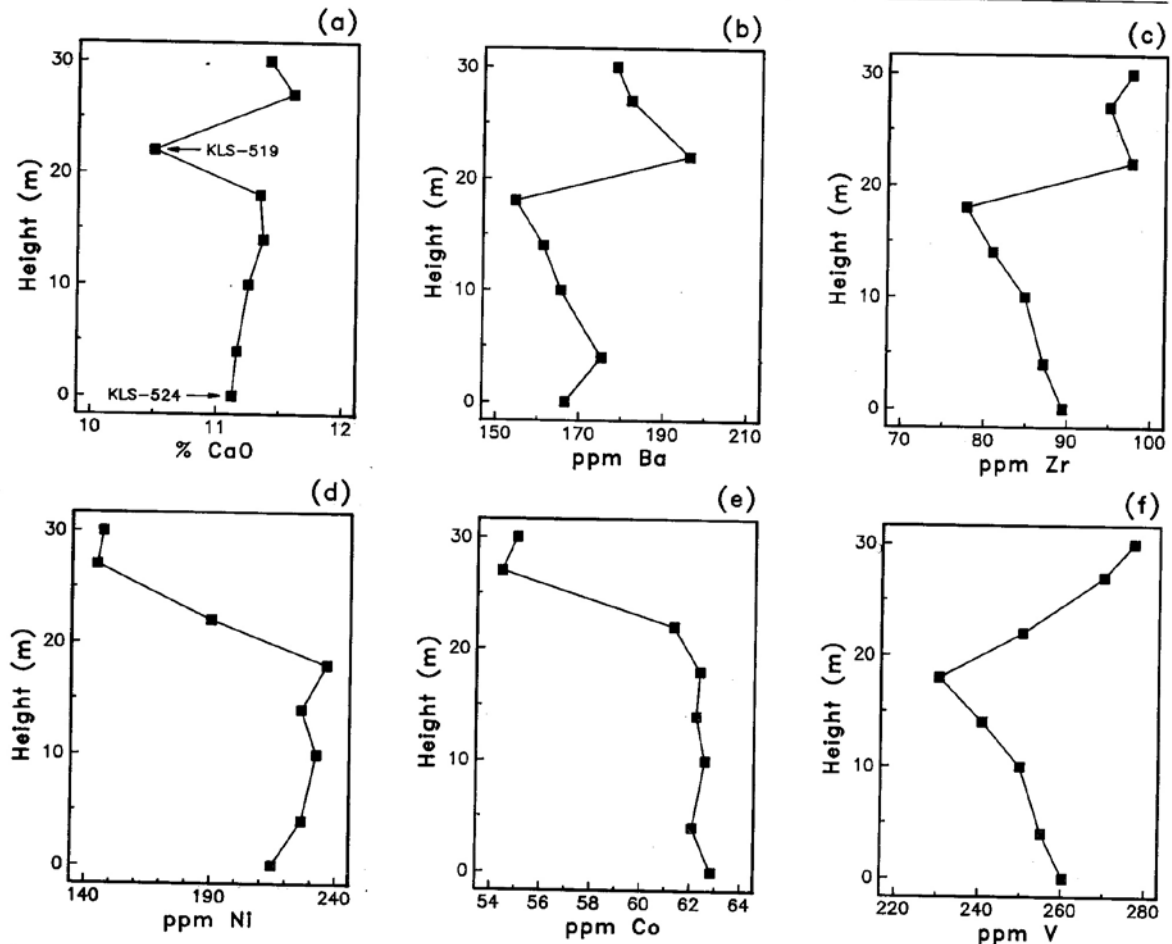 (a)
30
20
10
0
Height (m)
KLS-519
KLS-524
10 11 12
% CaO
(b)
30
20
10
0
Height (m)
150 170 190 210
ppm Ba
(c)
30
20
10
0
Height (m)
70 80 90 100
ppm Zr
(d)
30
20
10
0
Height (m)
140 190 240
ppm Ni
(e)
30
20
10
0
Height (m)
54 56 58 60 62 64
ppm Co
(f)
30
20
10
0
Height (m)
220 240 260 280
ppm V